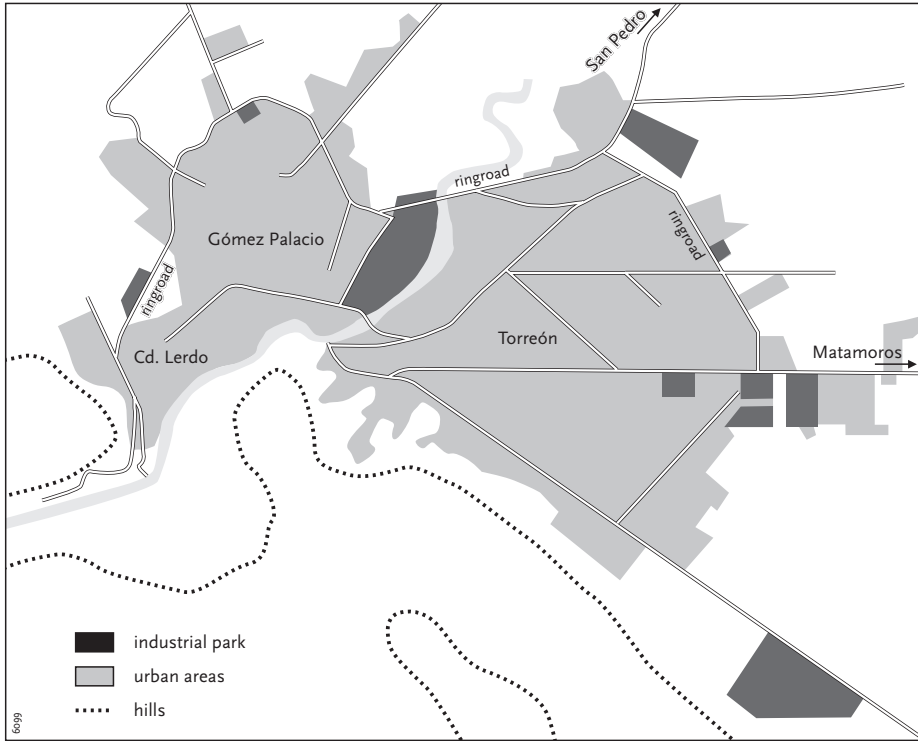 San Pedro
ringroad
Gómez Palacio
ringroad
ringroad
Cd. Lerdo
Torreón
Matamoros
industrial park
urban areas
hills
6099